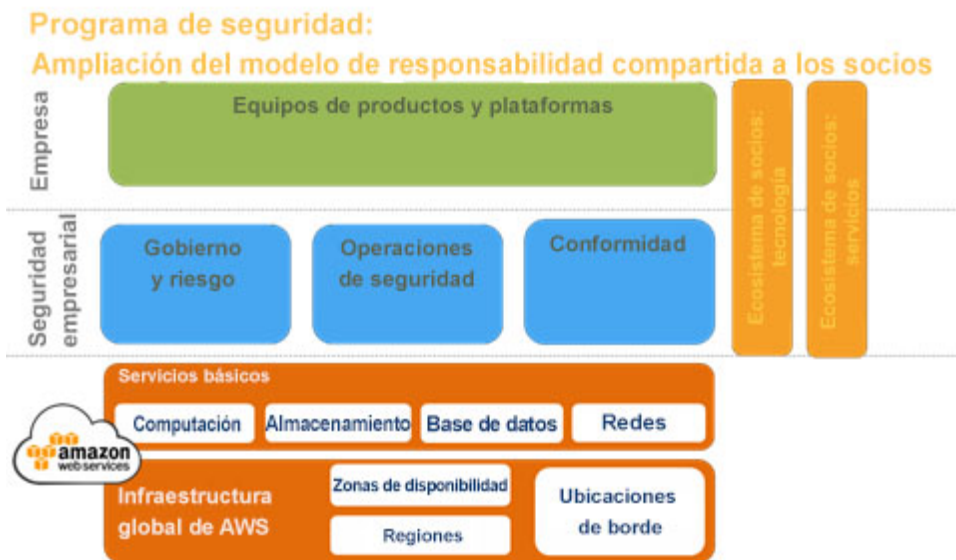 Programa de seguridad:
Ampliación del modelo de responsabilidad compartida a los socios
Empresa
Equipos de productos y plataformas
Ecosistema de socios:
tecnología
Ecosistema de socios:
servicios
Seguridad
empresarial
Gobierno
y riesgo
Operaciones
de seguridad
Conformidad
Servicios básicos
Computación
Almacenamiento
Base de datos
Redes
amazon
webservices
Infraestructura
global de AWS
Zonas de disponibilidad
Regiones
Ubicaciones
de borde